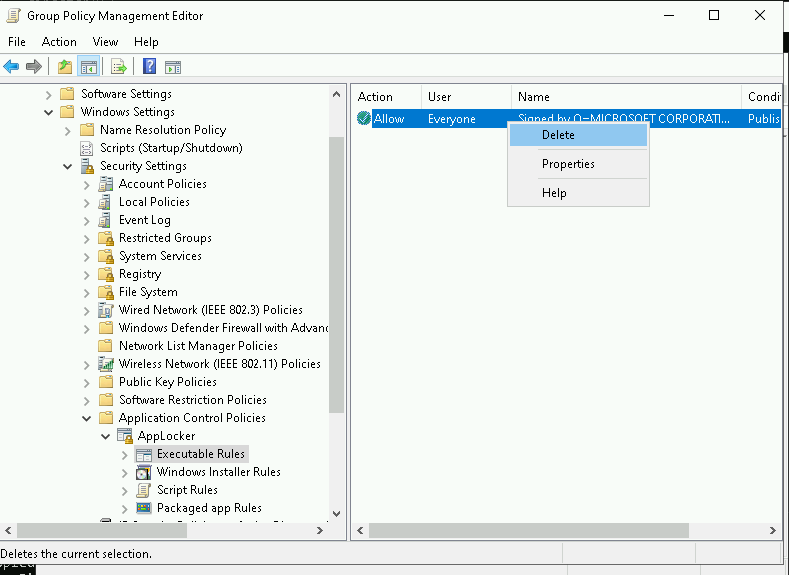 Group Policy Management Editor
File Action View Help
Software Settings
Windows Settings
Name Resolution Policy
Scripts (Startup/Shutdown)
Security Settings
Account Policies
Local Policies
Event Log
Restricted Groups
System Services
Registry
File System
Wired Network (IEEE 802.3) Policies
Windows Defender Firewall with Advanc
Network List Manager Policies
Wireless Network (IEEE 802.11) Policies
Public Key Policies
Software Restriction Policies
Application Control Policies
AppLocker
Executable Rules
Windows Installer Rules
Script Rules
Packaged app Rules
Action User Name Condi
Allow Everyone Signed by O=MICROSOFT CORPORATI... Publis
Delete
Properties
Help
Deletes the current selection.